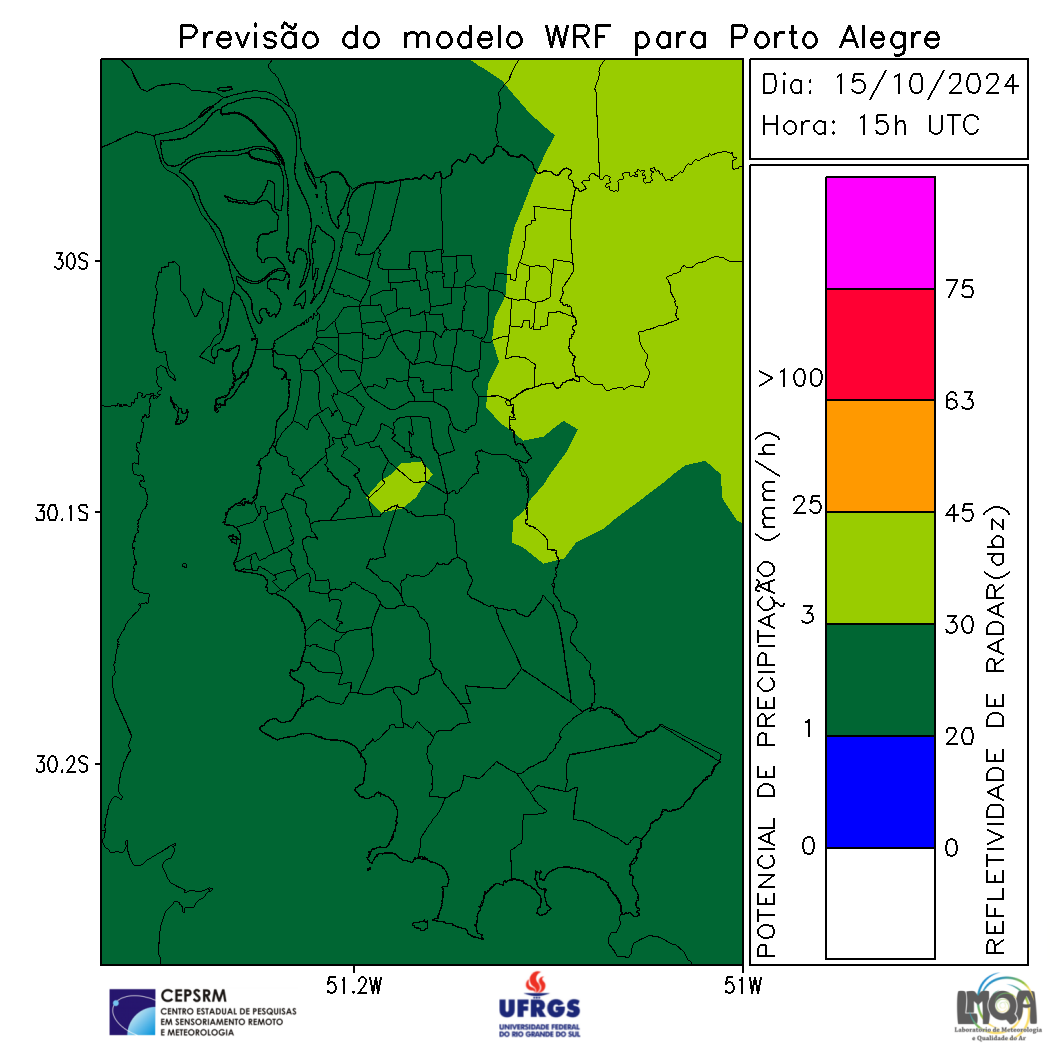 Previsão do modelo WRF para Porto Alegre
Dia: 15/10/2024
Hora: 15h UTC
30S
30.1S
30.2S
51.2W
51W
POTENCIAL DE PRECIPITAÇÃO (mm/h)
>100
25
3
1
0
75
63
45
30
20
0
REFLETIVIDADE DE RADAR(dbz)
CEPSRM
CENTRO ESTADUAL DE PESQUISAS
EM SENSORIAMENTO REMOTO
E METEOROLOGIA
UFRGS
UNIVERSIDADE FEDERAL
DO RIO GRANDE DO SUL
LMQA
Laboratório de Meteorologia
e Qualidade do Ar